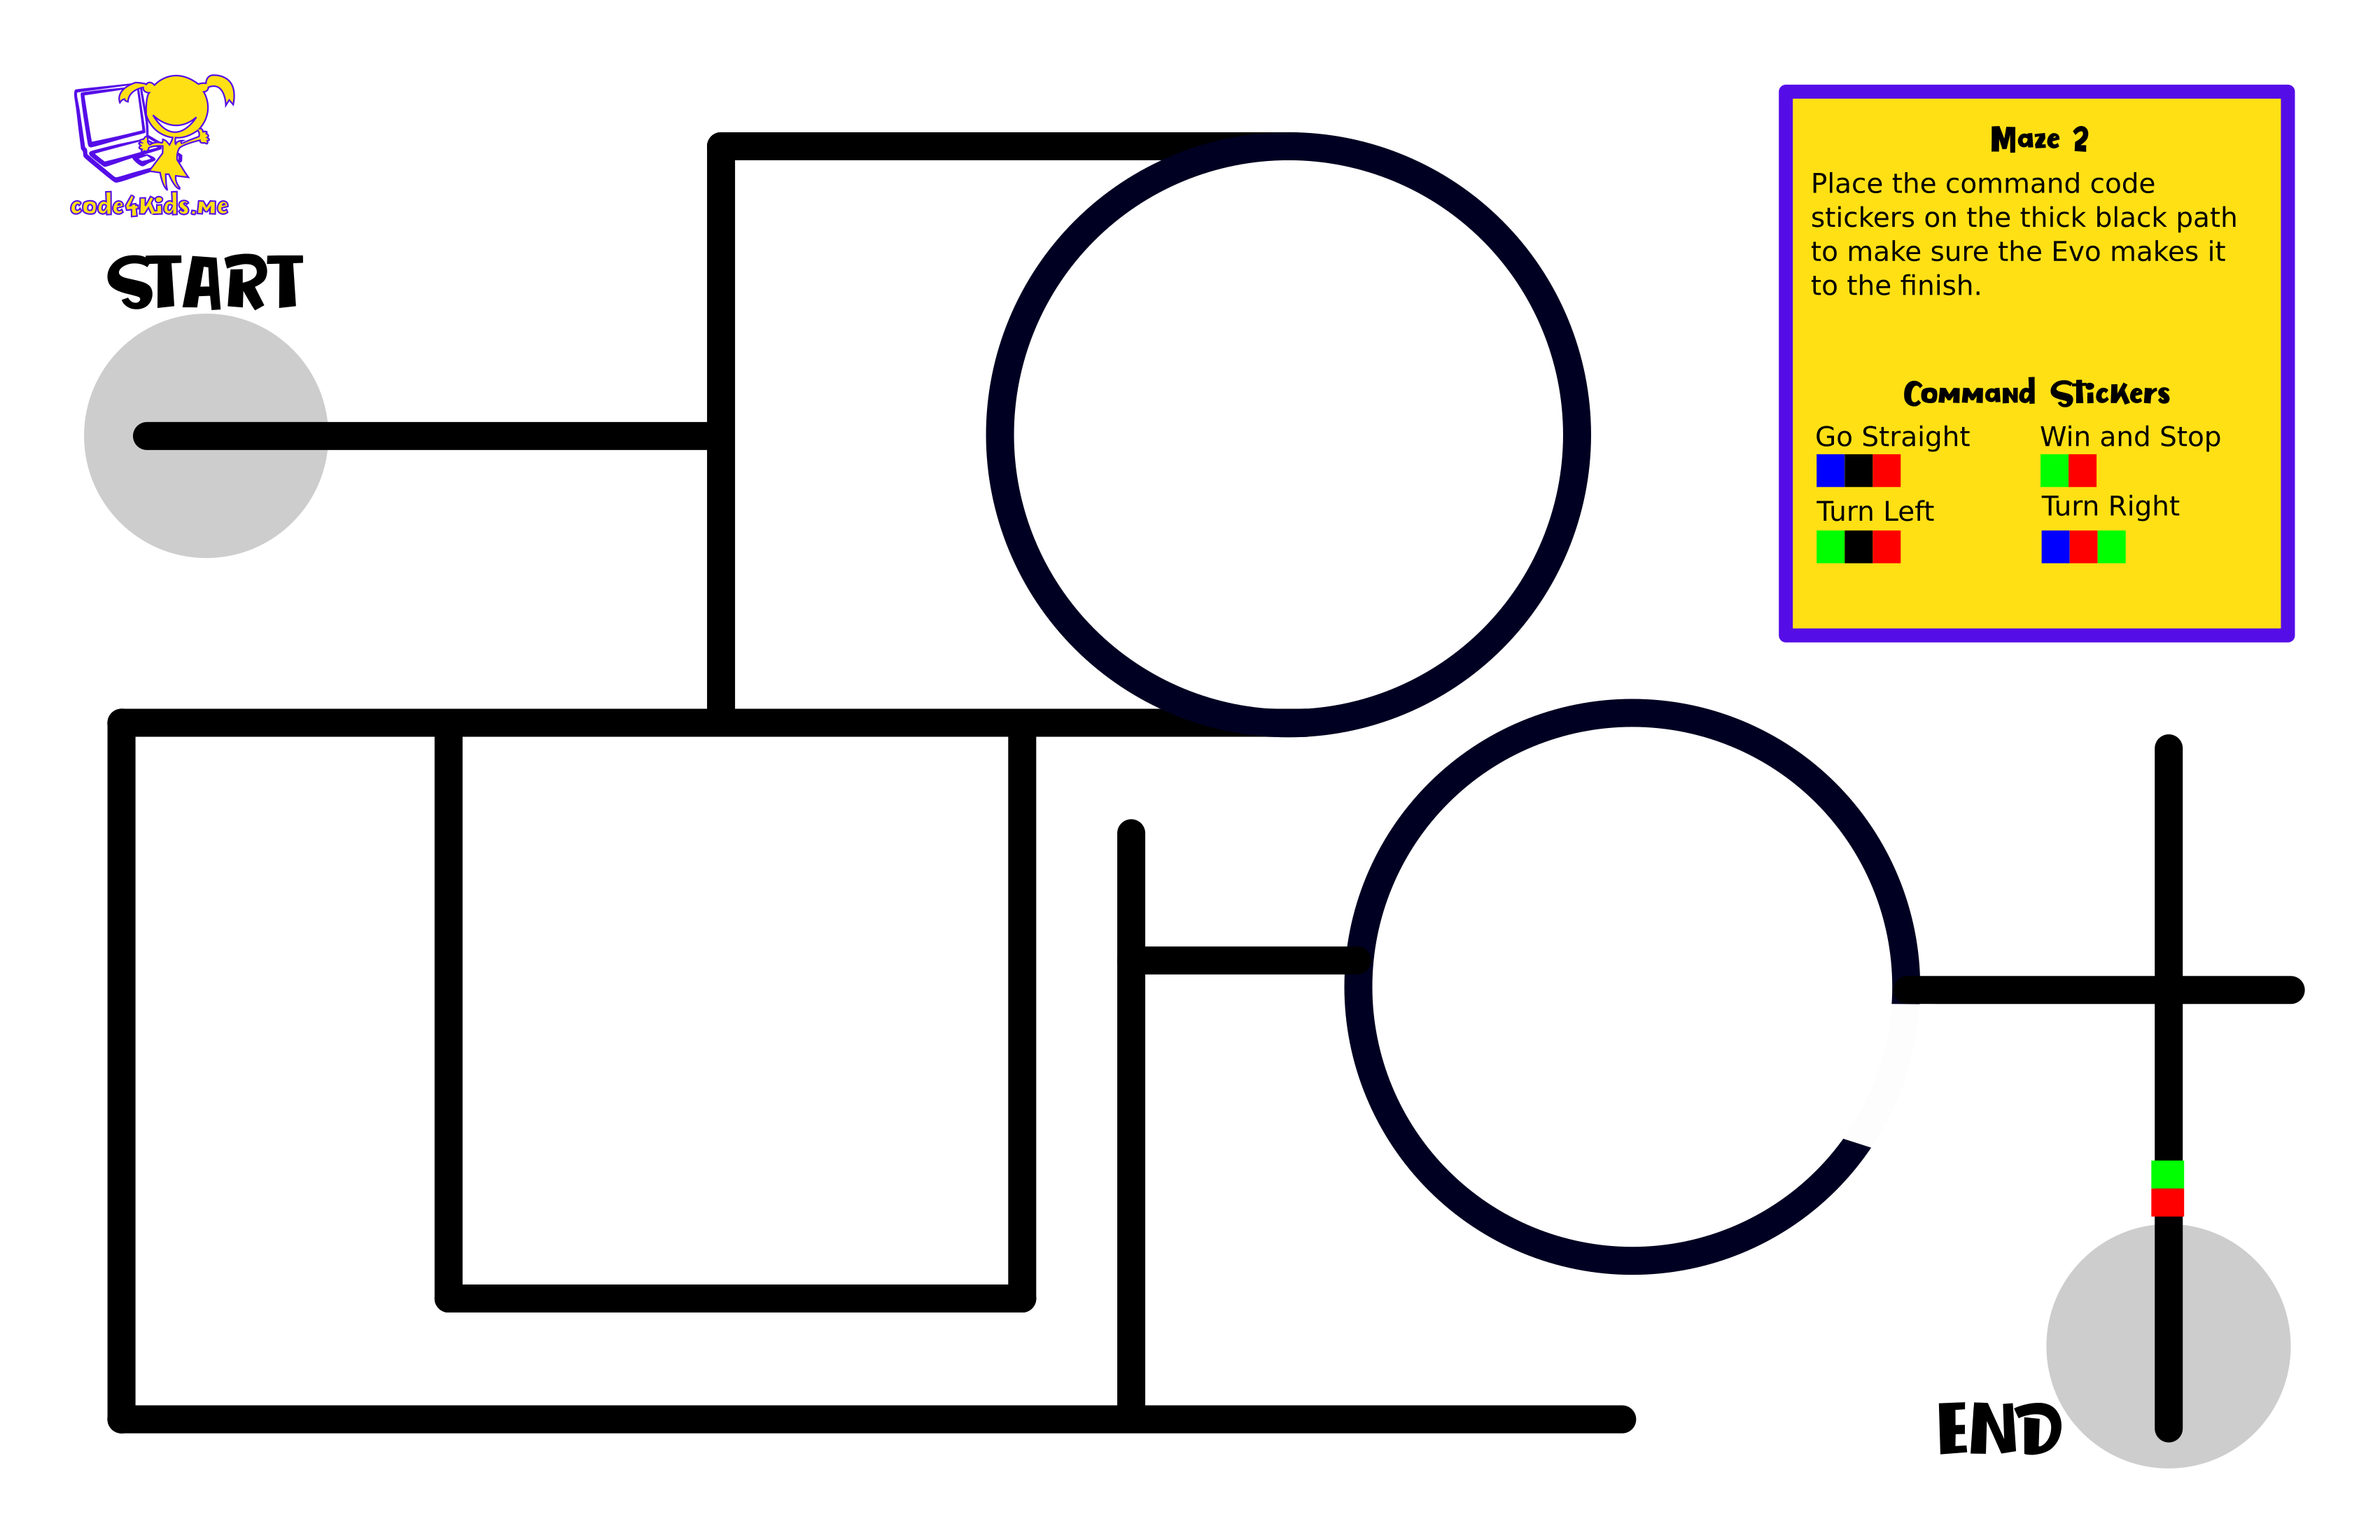 code4kids.me
START
Maze 2
Place the command code
stickers on the thick black path
to make sure the Evo makes it
to the finish.
Command Stickers
Go Straight
Win and Stop
Turn Left
Turn Right
END